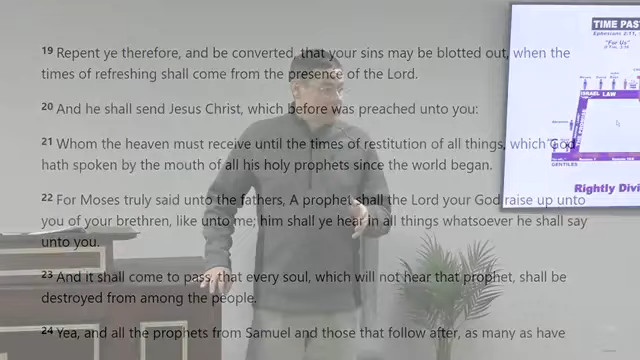 19 Repent ye therefore, and be converted, that your sins may be blotted out, when the
times of refreshing shall come from the presence of the Lord.
20 And he shall send Jesus Christ, which before was preached unto you:
21 Whom the heaven must receive until the times of restitution of all things, which God
hath spoken by the mouth of all his holy prophets since the world began.
22 For Moses truly said unto the fathers, A prophet shall the Lord your God raise up unto
you of your brethren, like unto me; him shall ye hear in all things whatsoever he shall say
unto you.
23 And it shall come to pass, that every soul, which will not hear that prophet, shall be
destroyed from among the people.
24 Yea, and all the prophets from Samuel and those that follow after, as many as have
TIME PAS
"For Us"
ISRAEL LAW
GENTILES
Rightly Divi